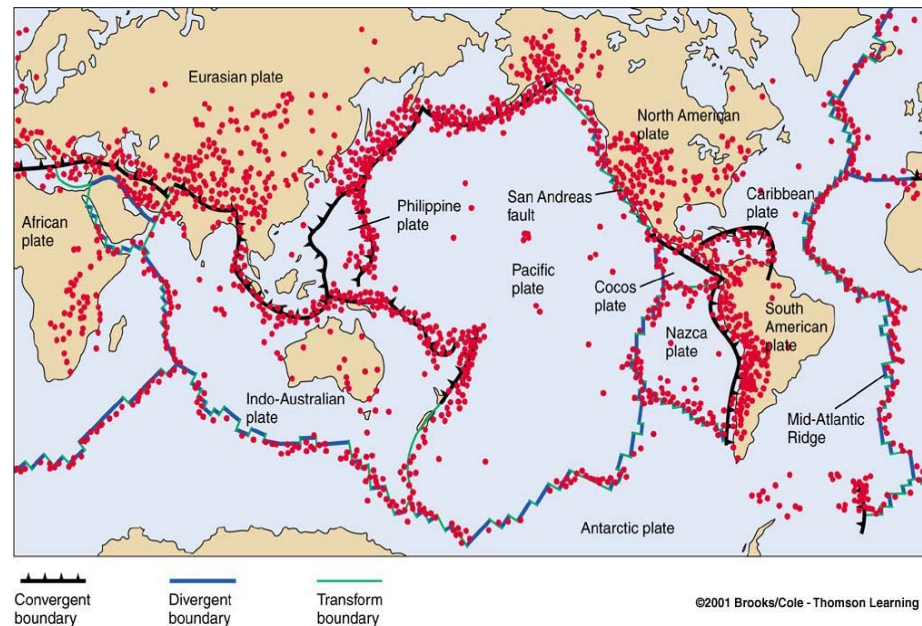 Eurasian plate
North American
plate
San Andreas
fault
Caribbean
plate
African
plate
Philippine
plate
Pacific
plate
Cocos
plate
Nazca
plate
South
American
plate
Indo-Australian
plate
Mid-Atlantic
Ridge
Antarctic plate
Convergent
boundary
Divergent
boundary
Transform
boundary
©2001 Brooks/Cole - Thomson Learning